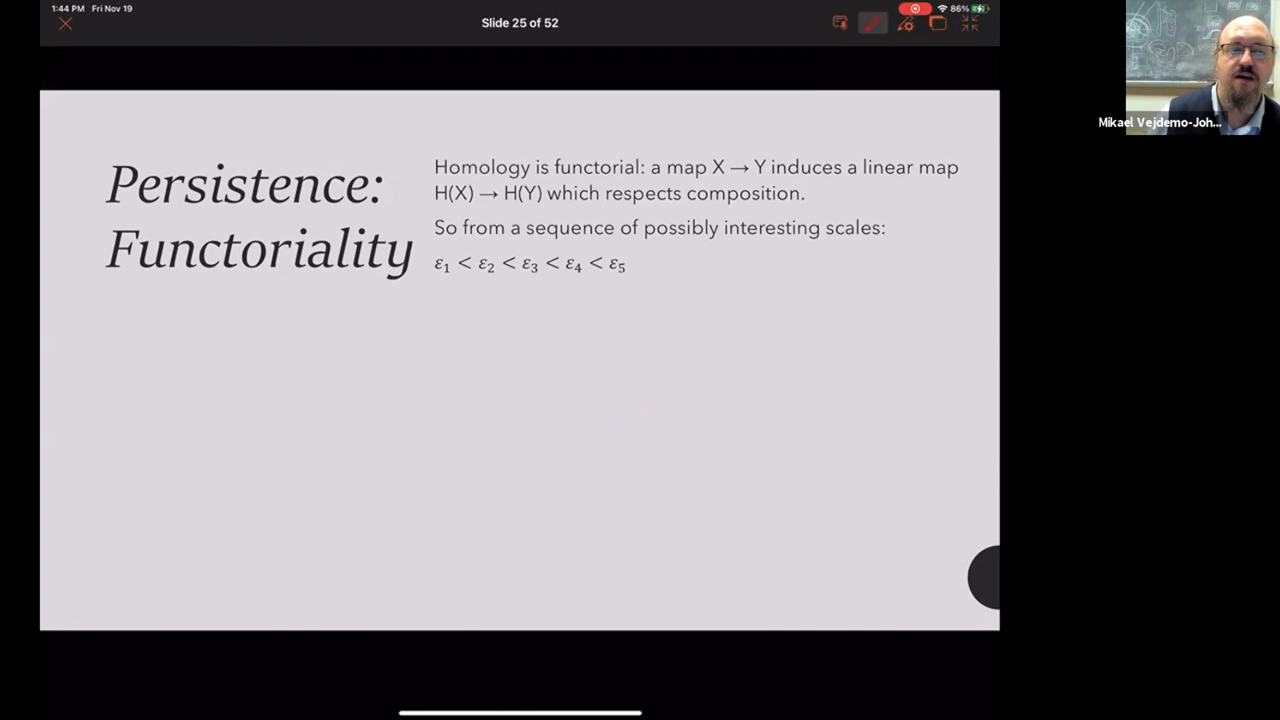 1:44 PM Fri Nov 19
86%
Slide 25 of 52
Persistence:
Functoriality
Homology is functorial: a map X → Y induces a linear map
H(X) → H(Y) which respects composition.
So from a sequence of possibly interesting scales:
ε₁ < ε₂ < ε₃ < ε₄ < ε₅
Mikael Vejdemo-Joh...